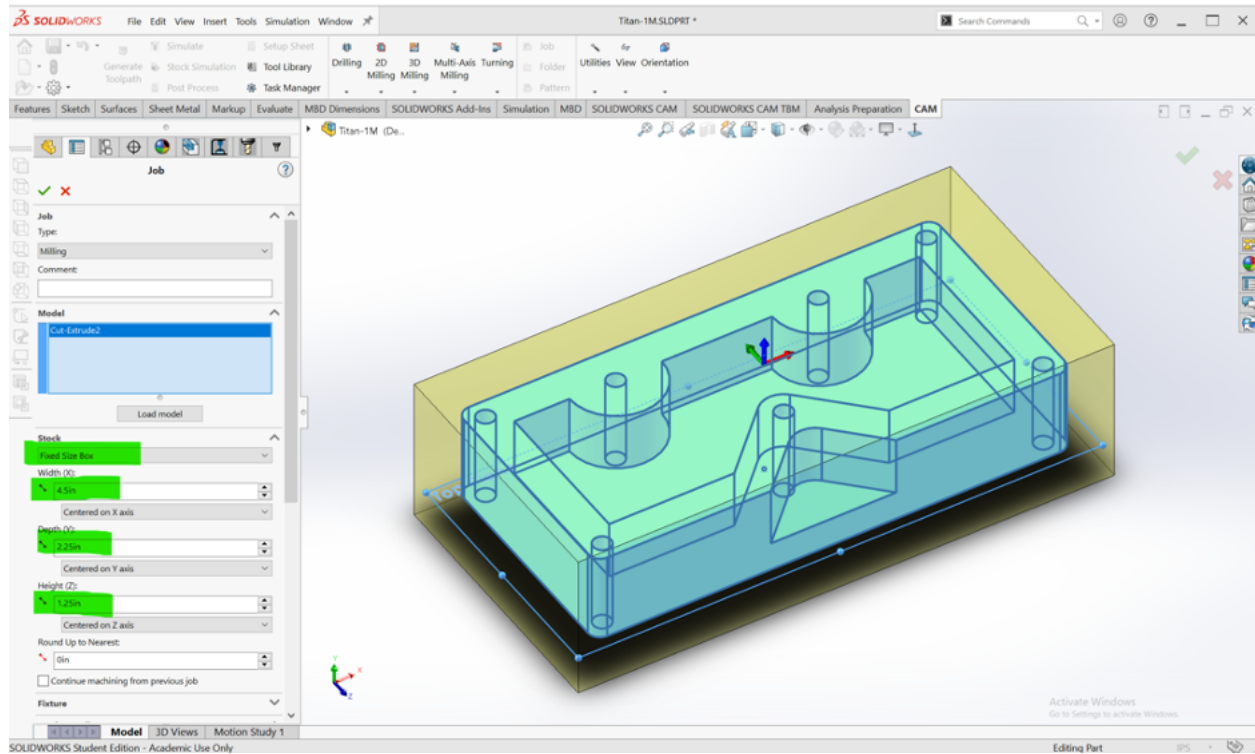 SOLIDWORKS File Edit View Insert Tools Simulation Window Titan-1M.SLDPRT * Search Commands
Simulate Setup Sheet Job
Generate Toolpath Stock Simulation Tool Library Drilling 2D Milling 3D Milling Multi-Axis Milling Turning Folder Utilities View Orientation
Post Process Task Manager Pattern
Features Sketch Surfaces Sheet Metal Markup Evaluate MBD Dimensions SOLIDWORKS Add-Ins Simulation MBD SOLIDWORKS CAM SOLIDWORKS CAM TBM Analysis Preparation CAM
Titan-1M (De...
Job
Job
Type:
Milling
Comment:
Model
Cut-Extrude2
Load model
Stock
Fixed Size Box
Width (X):
4.5in
Centered on X axis
Depth (Y):
2.25in
Centered on Y axis
Height (Z):
1.25in
Centered on Z axis
Round Up to Nearest:
0in
Continue machining from previous job
Fixture
Top
Y
X
Z
Activate Windows
Go to Settings to activate Windows.
Model 3D Views Motion Study 1
SOLIDWORKS Student Edition - Academic Use Only Editing Part IPS